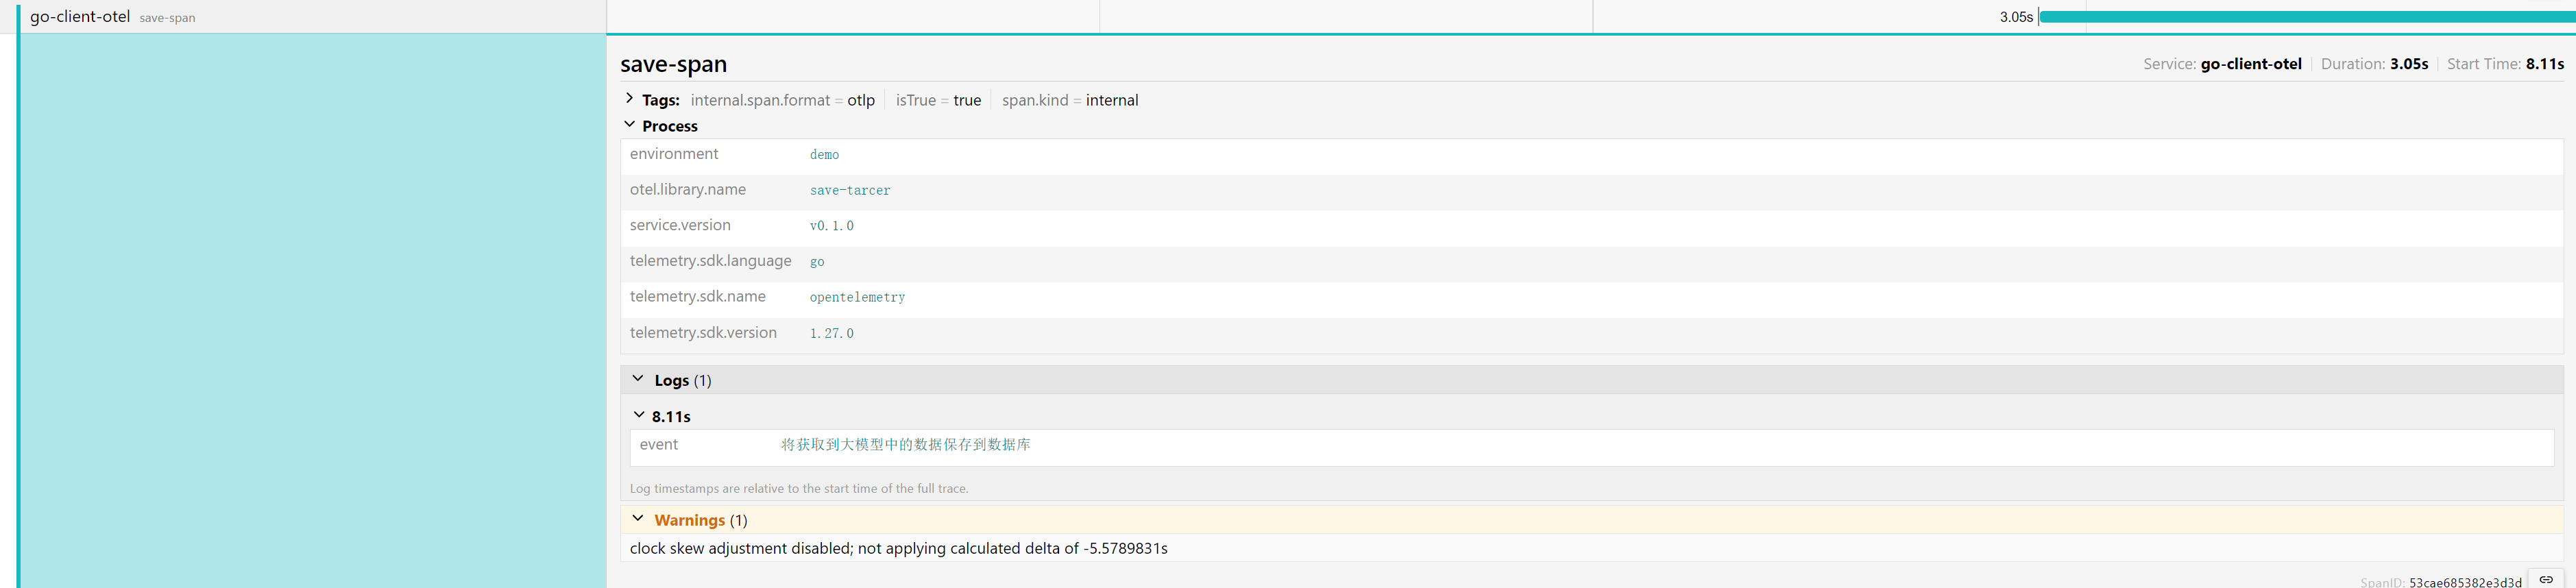 go-client-otel save-span
3.05s
save-span
Service: go-client-otel Duration: 3.05s Start Time: 8.11s
Tags: internal.span.format = otlp isTrue = true span.kind = internal
Process
environment demo
otel.library.name save-tarcer
service.version v0.1.0
telemetry.sdk.language go
telemetry.sdk.name opentelemetry
telemetry.sdk.version 1.27.0
Logs (1)
8.11s
event 将获取到大模型中的数据保存到数据库
Log timestamps are relative to the start time of the full trace.
Warnings (1)
clock skew adjustment disabled; not applying calculated delta of -5.5789831s
SpanID: 53cae685382e3d3d